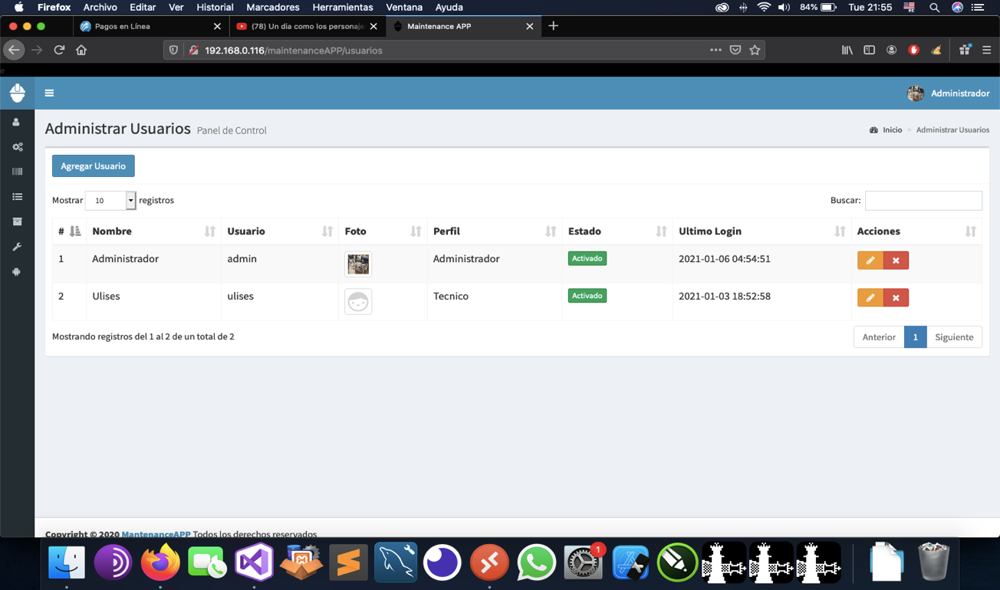 Firefox Archivo Editar Ver Historial Marcadores Herramientas Ventana Ayuda 84% Tue 21:55
Pagos en Línea (78) Un dia como los personaje Maintenance APP
192.168.0.116/maintenanceAPP/usuarios
e
Administrador
Administrar Usuarios Panel de Control Inicio > Administrar Usuarios
Agregar Usuario
Mostrar 10 registros Buscar:
# Nombre Usuario Foto Perfil Estado Ultimo Login Acciones
1 Administrador admin Administrador Activado 2021-01-06 04:54:51
2 Ulises ulises Tecnico Activado 2021-01-03 18:52:58
Mostrando registros del 1 al 2 de un total de 2 Anterior 1 Siguiente
Copyright © 2020 MantenanceAPP Todos los derechos reservados
1